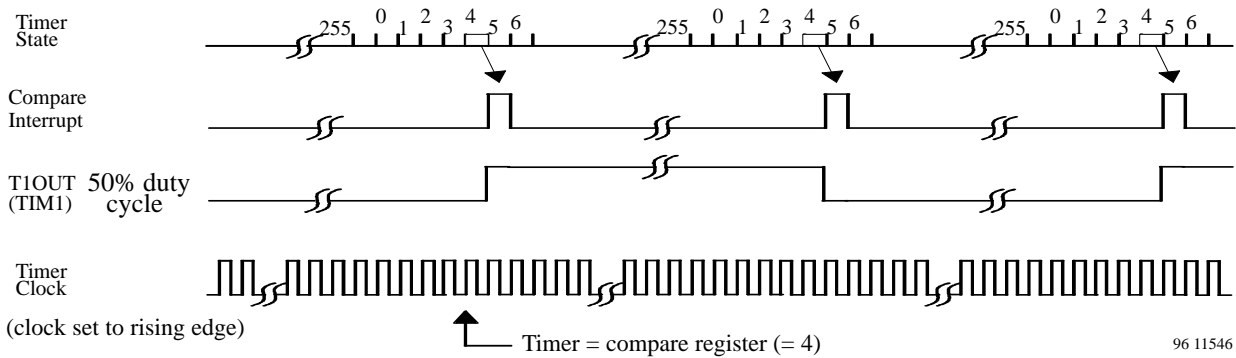 Timer
State
255 0 1 2 3 4 5 6
255 0 1 2 3 4 5 6
255 0 1 2 3 4 5 6
Compare
Interrupt
T1OUT
(TIM1)
50% duty
cycle
Timer
Clock
(clock set to rising edge)
Timer = compare register (= 4)
96 11546